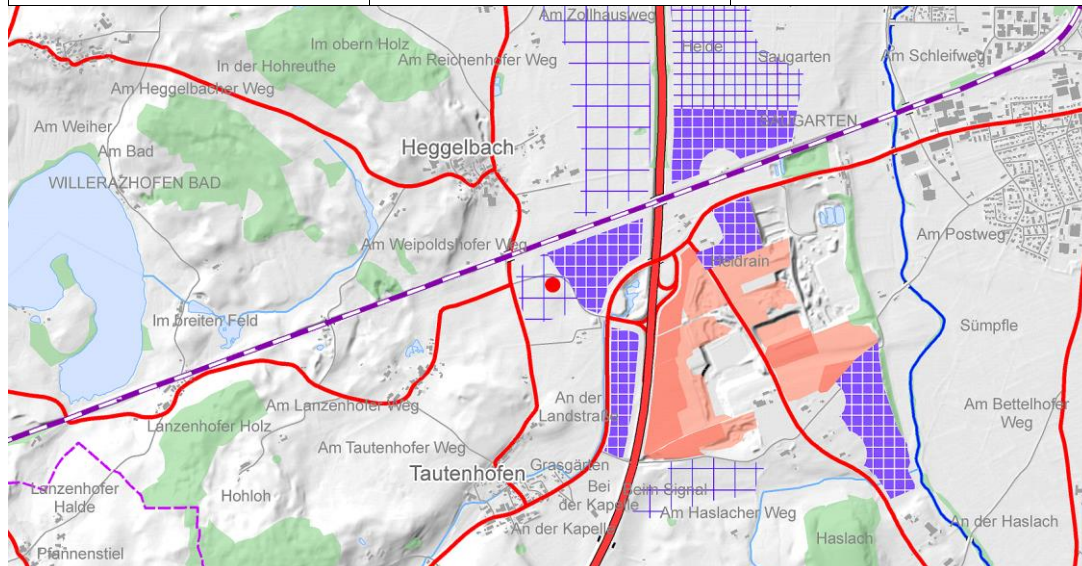 Am Zollhausweg
Im obern Holz
Heide
Saugarten
Am Schleifweg
In der Hohreuthe
Am Reichenhofer Weg
Am Heggelbacher Weg
Am Weiher
SAUGARTEN
Am Bad
Heggelbach
WILLERAZHOFEN BAD
Am Weipoldshofer Weg
Am Postweg
Heidrain
Im breiten Feld
Sümpfle
Am Lanzenhofer Weg
An der
Landstraße
Am Bettelhofer
Weg
Lanzenhofer Holz
Am Tautenhofer Weg
Grasgärten
Tautenhofen
Lanzenhofer
Halde
Hohloh
Bei
der Kapelle
Beim Signal
Am Haslacher Weg
An der Kapelle
An der Haslach
Haslach
Pfannenstiel